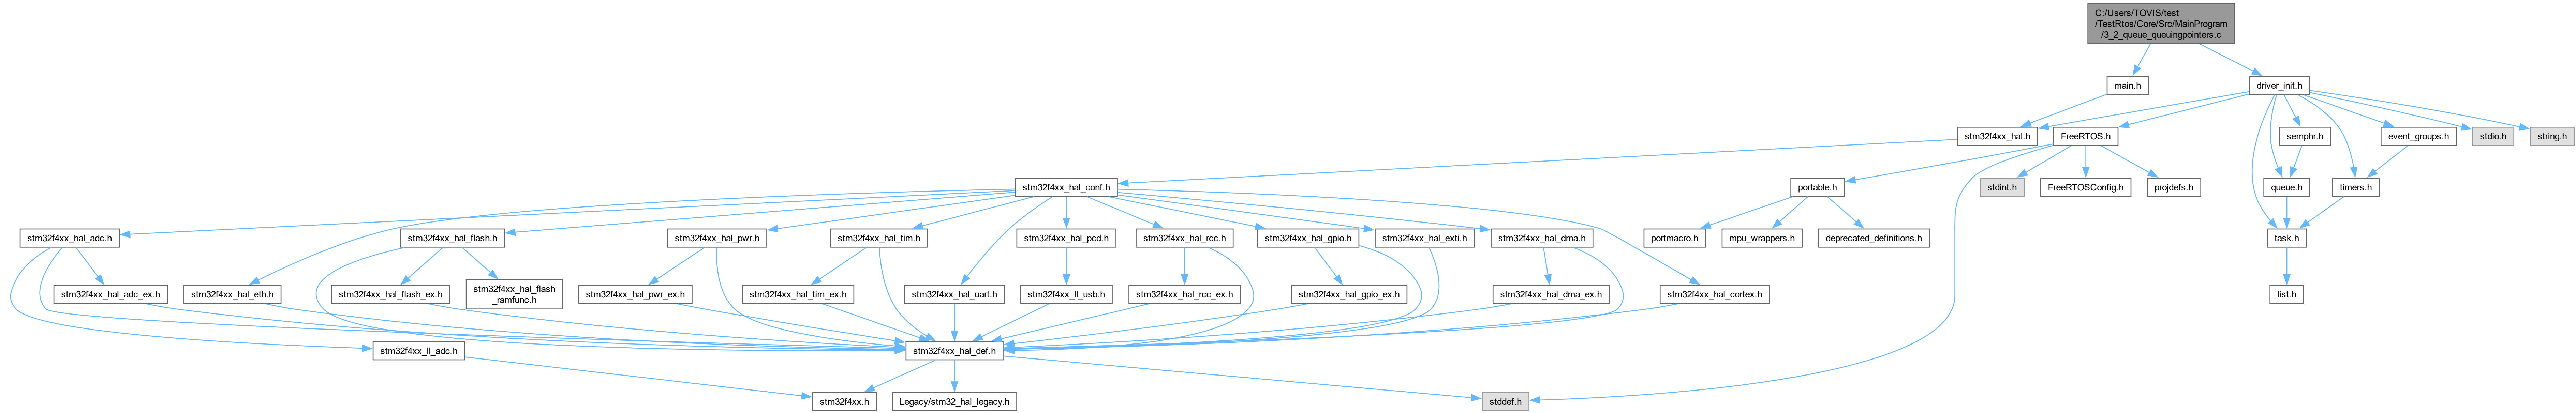 C:/Users/TOVIS/test
/TestRtos/Core/Src/MainProgram
/3_2_queue_queuingpointers.c
main.h
driver_init.h
stm32f4xx_hal.h
FreeRTOS.h
semphr.h
event_groups.h
stdio.h
string.h
stm32f4xx_hal_conf.h
portable.h
stdint.h
FreeRTOSConfig.h
projdefs.h
queue.h
timers.h
stm32f4xx_hal_adc.h
stm32f4xx_hal_flash.h
stm32f4xx_hal_pwr.h
stm32f4xx_hal_tim.h
stm32f4xx_hal_pcd.h
stm32f4xx_hal_rcc.h
stm32f4xx_hal_gpio.h
stm32f4xx_hal_exti.h
stm32f4xx_hal_dma.h
portmacro.h
mpu_wrappers.h
deprecated_definitions.h
task.h
stm32f4xx_hal_adc_ex.h
stm32f4xx_hal_eth.h
stm32f4xx_hal_flash_ex.h
stm32f4xx_hal_flash
_ramfunc.h
stm32f4xx_hal_pwr_ex.h
stm32f4xx_hal_tim_ex.h
stm32f4xx_hal_uart.h
stm32f4xx_ll_usb.h
stm32f4xx_hal_rcc_ex.h
stm32f4xx_hal_gpio_ex.h
stm32f4xx_hal_dma_ex.h
stm32f4xx_hal_cortex.h
list.h
stm32f4xx_ll_adc.h
stm32f4xx_hal_def.h
stm32f4xx.h
Legacy/stm32_hal_legacy.h
stddef.h